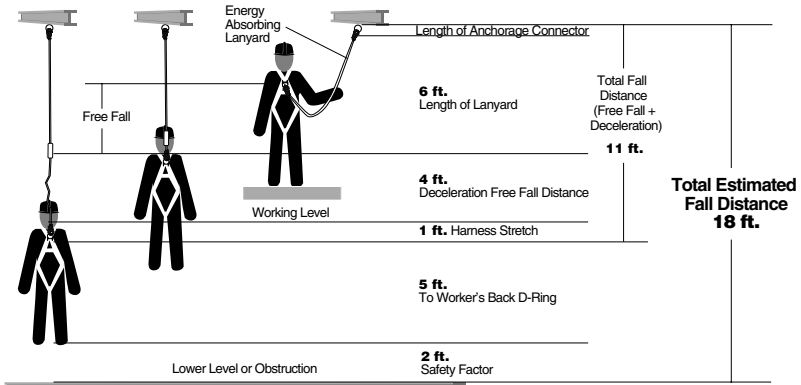 Energy
Absorbing
Lanyard
Length of Anchorage Connector
6 ft.
Length of Lanyard
Total Fall
Distance
(Free Fall +
Deceleration)
11 ft.
Free Fall
4 ft.
Deceleration Free Fall Distance
Working Level
Total Estimated
Fall Distance
18 ft.
1 ft. Harness Stretch
5 ft.
To Worker's Back D-Ring
2 ft.
Safety Factor
Lower Level or Obstruction